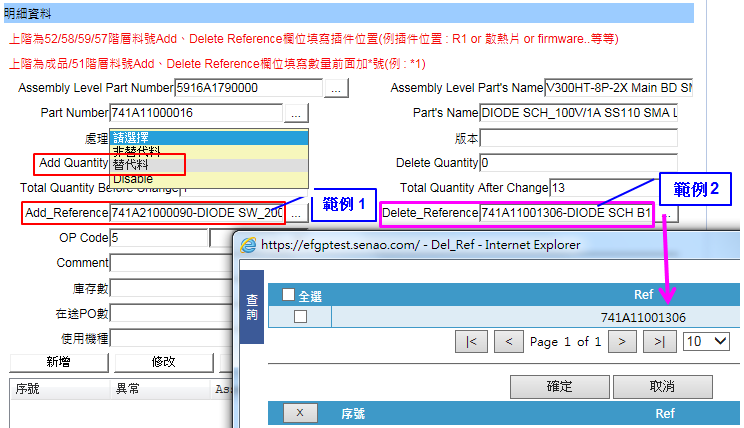 明細資料
上階為52/58/59/57階層料號Add、Delete Reference欄位填寫插件位置(例插件位置 : R1 or 散熱片 or firmware..等等)
上階為成品/51階層料號Add、Delete Reference欄位填寫數量前面加*號(例 : *1)
Assembly Level Part Number 5916A1790000 ... Assembly Level Part's Name V300HT-8P-2X Main BD SM
Part Number 741A11000016 ... Part's Name DIODE SCH_100V/1A SS110 SMA L
處理 請選擇 版本
非替代料
Add Quantity 替代料 Delete Quantity 0
Disable
Total Quantity Before Change Total Quantity After Change 13
範例 1
範例 2
Add_Reference 741A21000090-DIODE SW_200 ... Delete_Reference 741A11001306-DIODE SCH B1 ...
OP Code 5
Comment
庫存數
在途PO數
使用機種
新增 修改
序號 異常
https://efgptest.senao.com/ - Del_Ref - Internet Explorer
查詢
全選 Ref
741A11001306
|< < Page 1 of 1 > >| 10
確定 取消
X 序號 Ref